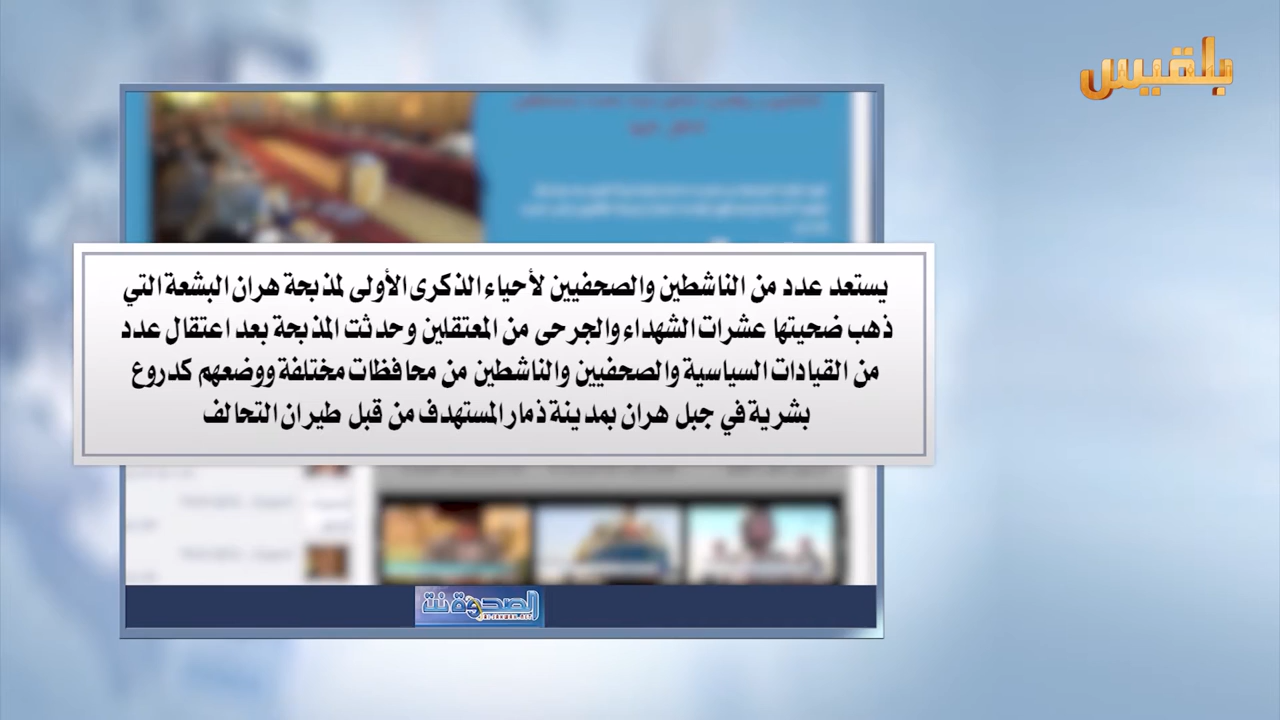 بلقيس
يستعد عدد من الناشطين والصحفيين لأحياء الذكرى الأولى لمذبحة هران البشعة التي
ذهب ضحيتها عشرات الشهداء والجرحى من المعتقلين وحدثت المذبحة بعد اعتقال عدد
من القيادات السياسية والصحفيين والناشطين من محافظات مختلفة ووضعهم كدروع
بشرية في جبل هران بمدينة ذمار المستهدف من قبل طيران التحالف
الصحوة نت